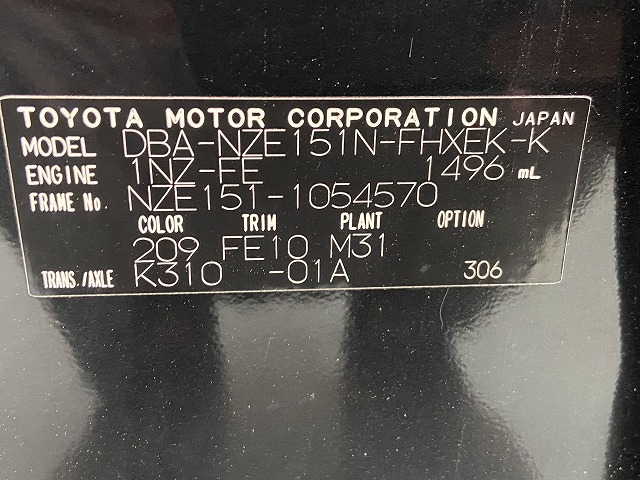 TOYOTA MOTOR CORPORATION JAPAN
MODEL DBA-NZE151N-FHXEK-K
ENGINE 1NZ-FE 1496 mL
FRAME No. NZE151-1054570
COLOR TRIM PLANT OPTION
209 FE10 M31
TRANS./AXLE K310 -01A 306